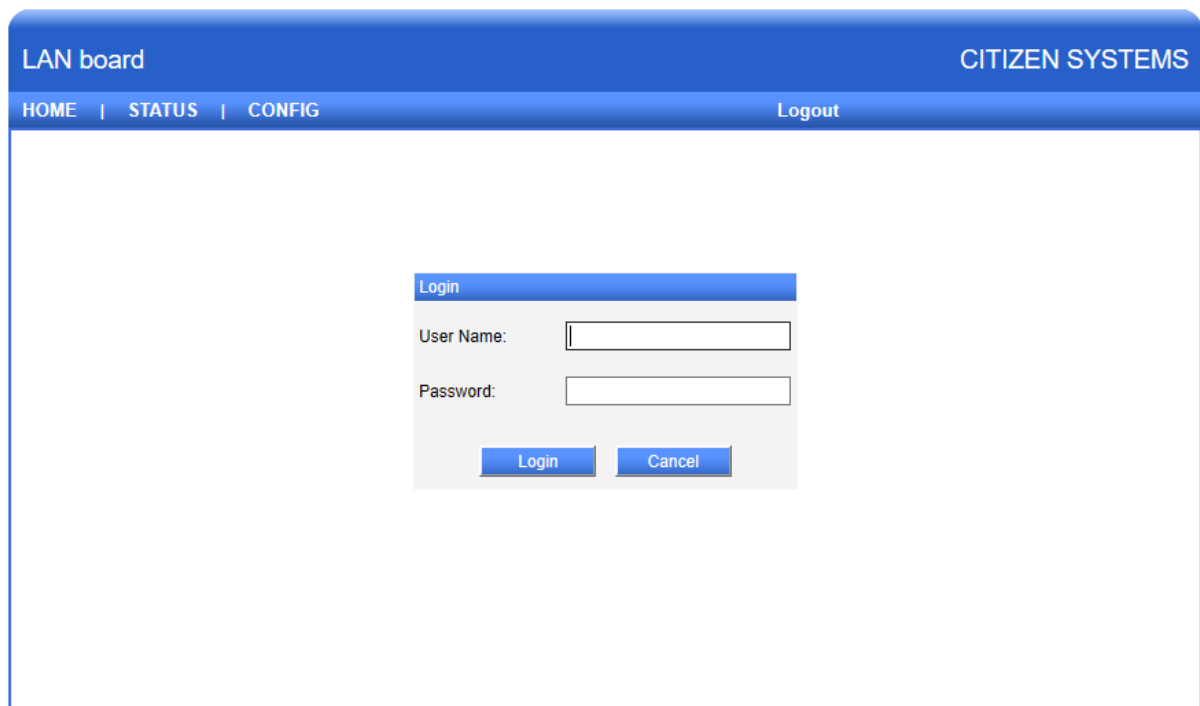 LAN board CITIZEN SYSTEMS
HOME | STATUS | CONFIG Logout
Login
User Name:
Password:
Login Cancel